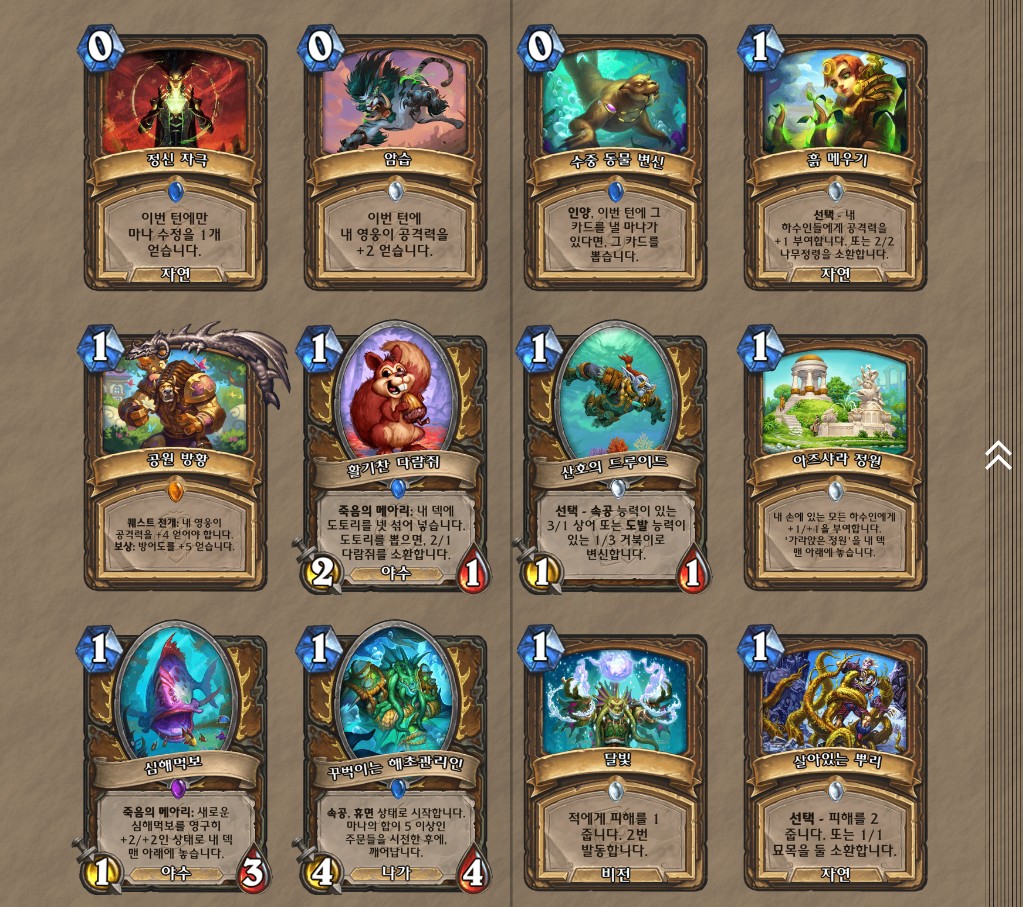 0
정신 자극
이번 턴에만
마나 수정을 1개
얻습니다.
자연
0
암습
이번 턴에
내 영웅이 공격력을
+2 얻습니다.
0
수중 동물 변신
인양. 이번 턴에 그
카드를 낼 마나가
있다면, 그 카드를
뽑습니다.
1
흙 메우기
선택 - 내
하수인들에게 공격력을
+1 부여합니다. 또는 2/2
나무정령을 소환합니다.
자연
1
공원 방황
퀘스트 전개: 내 영웅이
공격력을 +4 얻어야 합니다.
보상: 방어도를 +5 얻습니다.
1
활기찬 다람쥐
죽음의 메아리: 내 덱에
도토리를 넷 섞어 넣습니다.
도토리를 뽑으면, 2/1
다람쥐를 소환합니다.
2
야수
1
1
산호의 드루이드
선택 - 속공 능력이 있는
3/1 상어 또는 도발 능력이
있는 1/3 거북이로
변신합니다.
1
1
1
아즈샤라 정원
내 손에 있는 모든 하수인에게
+1/+1을 부여합니다.
'가라앉은 정원'을 내 덱
맨 아래에 놓습니다.
1
심해먹보
죽음의 메아리: 새로운
심해먹보를 영구히
+2/+2인 상태로 내 덱
맨 아래에 놓습니다.
1
야수
3
1
꾸벅이는 해초관리인
속공, 휴면 상태로 시작합니다.
마나의 합이 5 이상인
주문들을 시전한 후에,
깨어납니다.
4
나가
4
1
달빛
적에게 피해를 1
줍니다. 2번
발동합니다.
비전
1
살아있는 뿌리
선택 - 피해를 2
줍니다. 또는 1/1
묘목을 둘 소환합니다.
자연